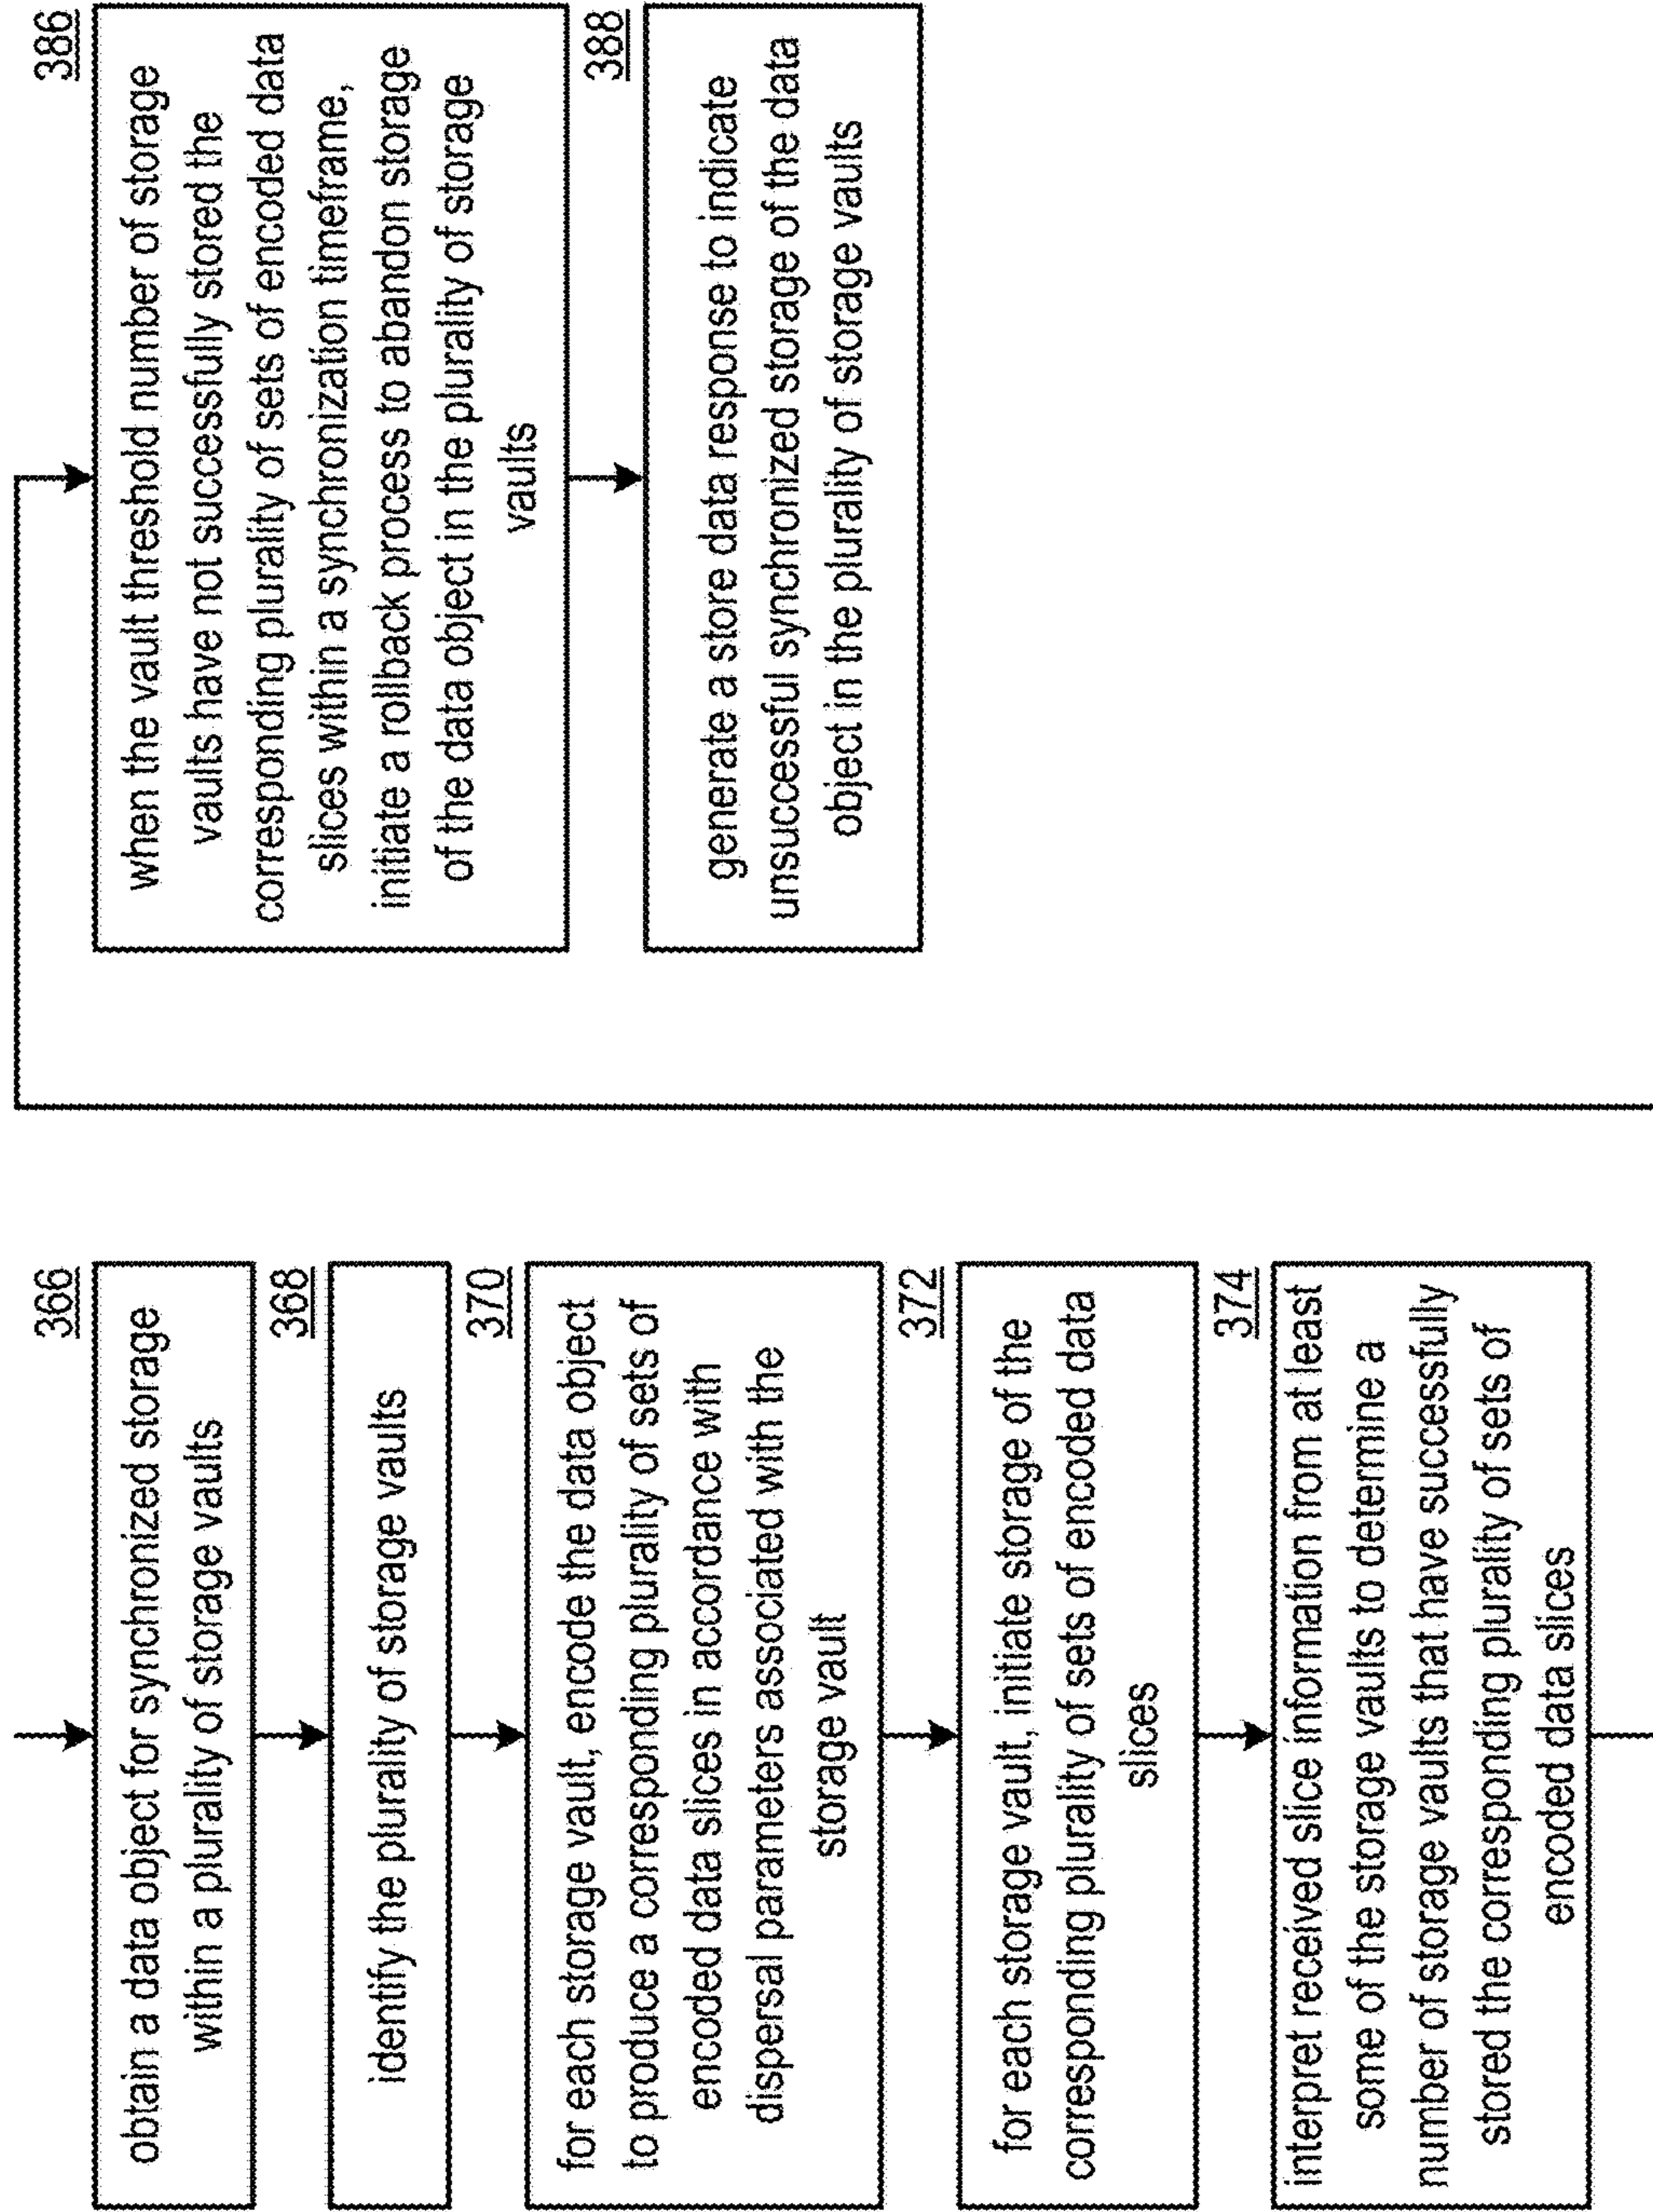 366
obtain a data object for synchronized storage
within a plurality of storage vaults
368
identify the plurality of storage vaults
370
for each storage vault, encode the data object
to produce a corresponding plurality of sets of
encoded data slices in accordance with
dispersal parameters associated with the
storage vault
372
for each storage vault, initiate storage of the
corresponding plurality of sets of encoded data
slices
374
interpret received slice information from at least
some of the storage vaults to determine a
number of storage vaults that have successfully
stored the corresponding plurality of sets of
encoded data slices
386
when the vault threshold number of storage
vaults have not successfully stored the
corresponding plurality of sets of encoded data
slices within a synchronization timeframe,
initiate a rollback process to abandon storage
of the data object in the plurality of storage
vaults
388
generate a store data response to indicate
unsuccessful synchronized storage of the data
object in the plurality of storage vaults